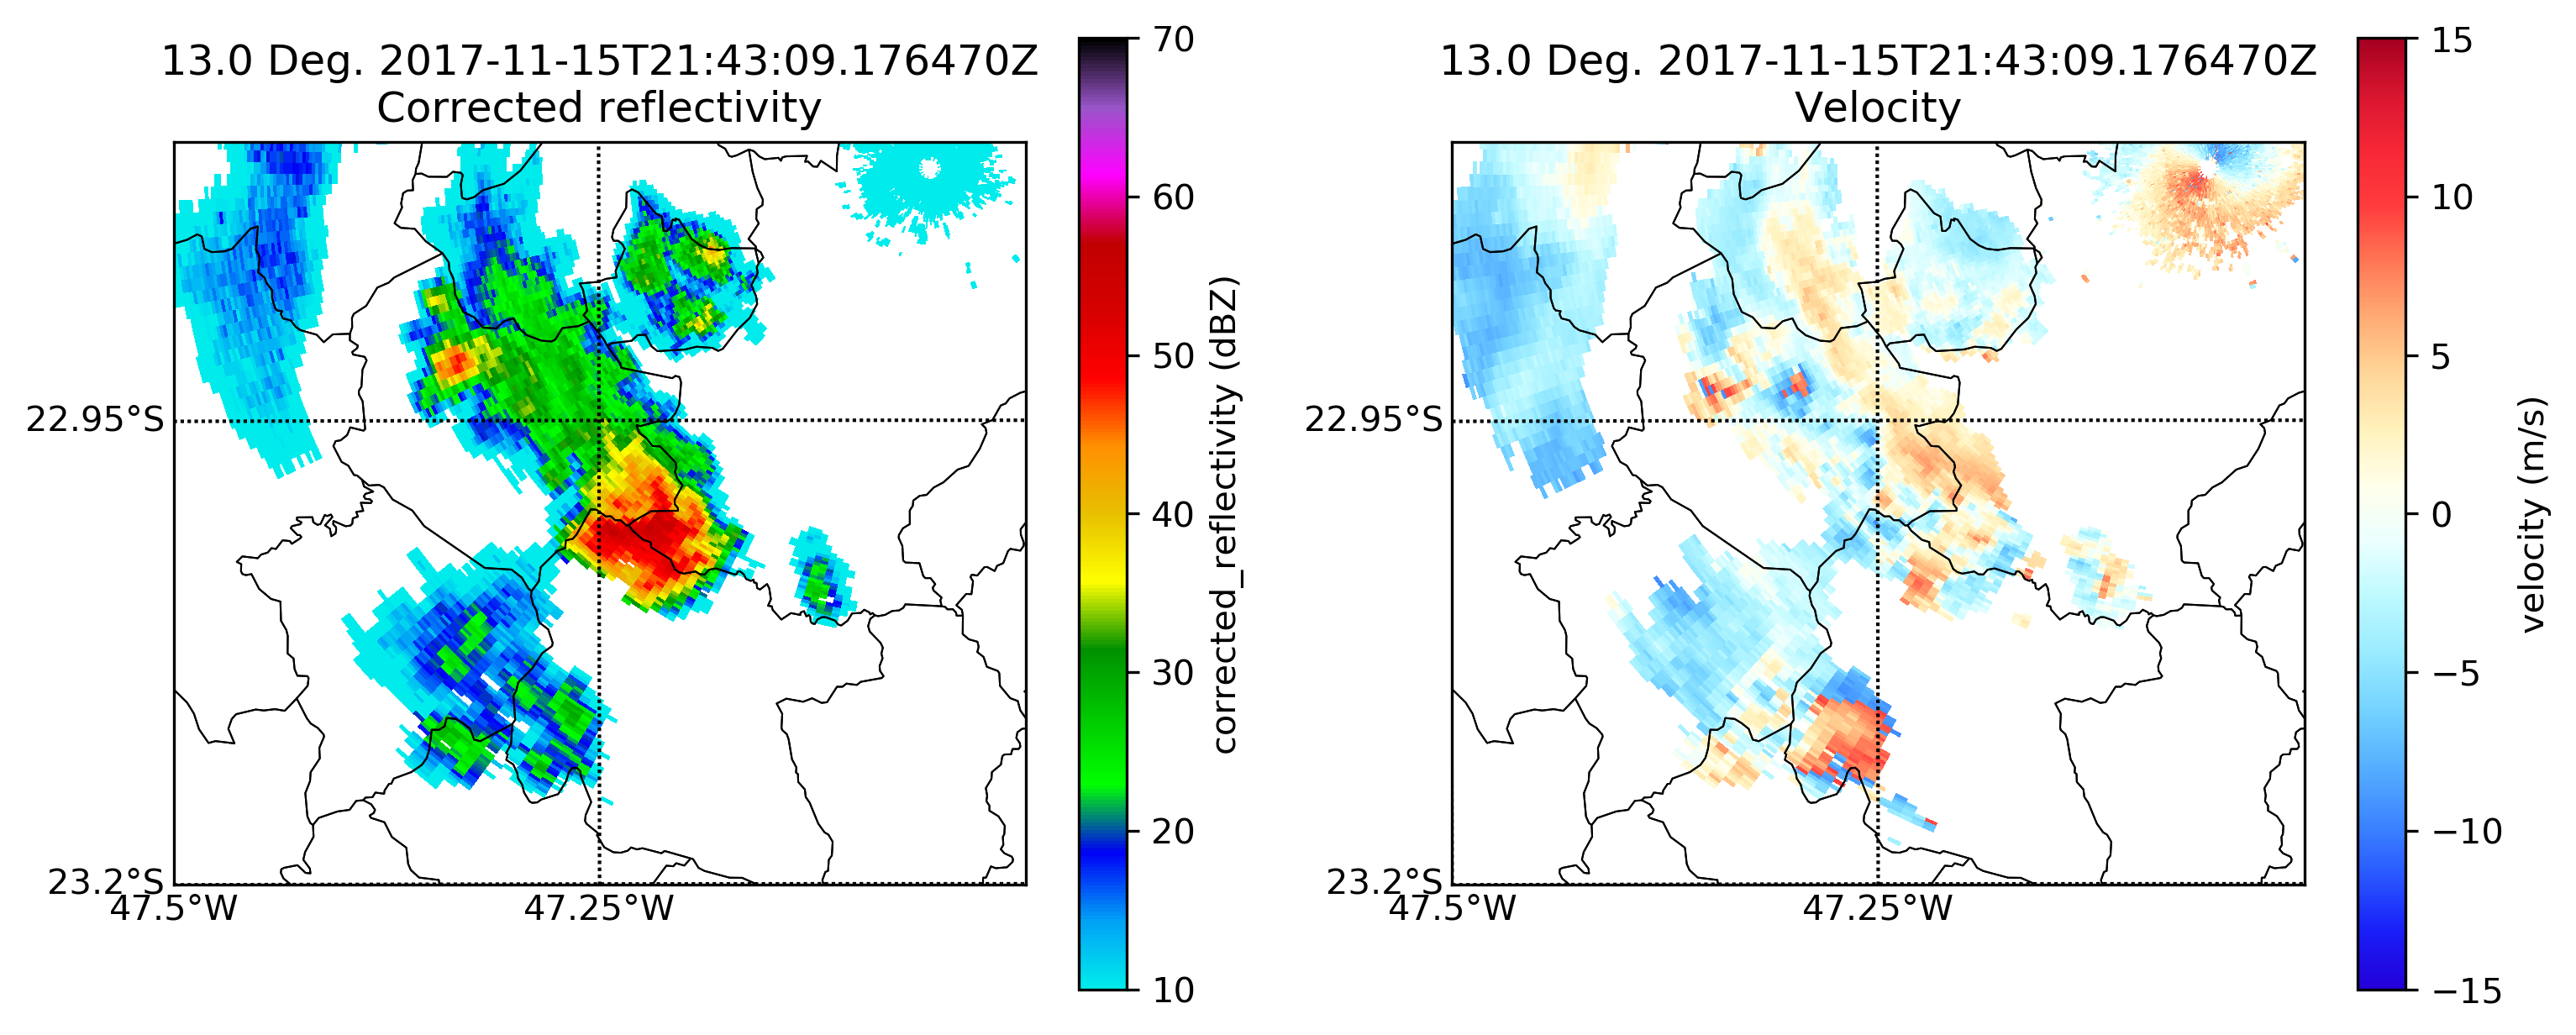 13.0 Deg. 2017-11-15T21:43:09.176470Z
Corrected reflectivity
22.95°S
23.2°S
47.5°W
47.25°W
70
60
50
40
30
20
10
corrected_reflectivity (dBZ)
13.0 Deg. 2017-11-15T21:43:09.176470Z
Velocity
22.95°S
23.2°S
47.5°W
47.25°W
15
10
5
0
−5
−10
−15
velocity (m/s)